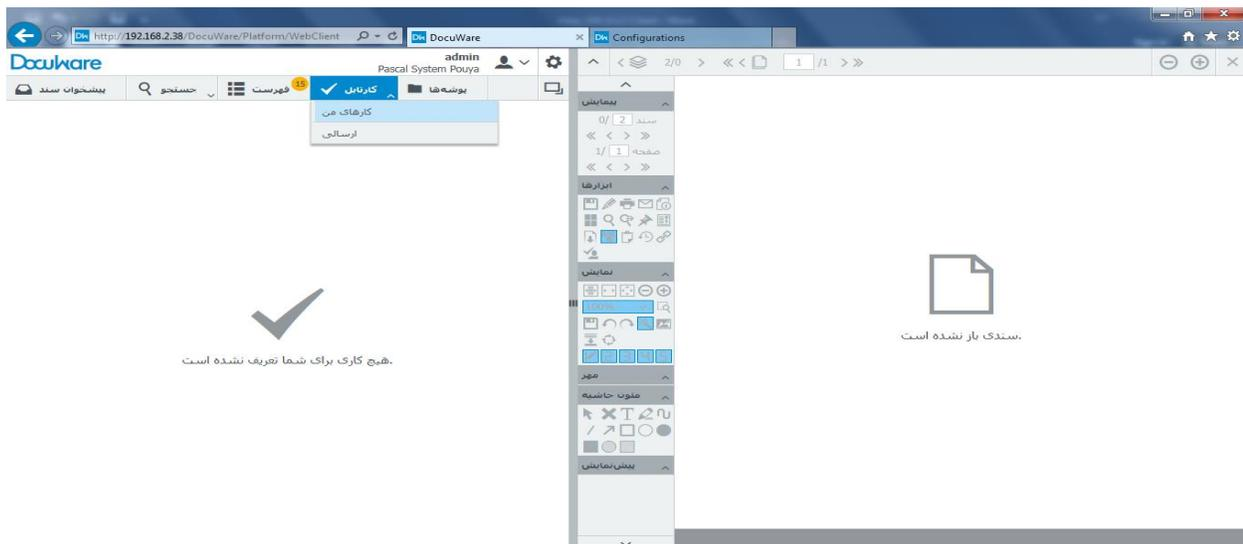 http://192.168.2.38/DocuWare/Platform/WebClient
DocuWare
Configurations
DocuWare
admin
Pascal System Pouya
2/0
1 /1
پیشخوان سند
جستجو
فهرست 15
کارتابل
پوشه‌ها
کارهای من
ارسالی
هیچ کاری برای شما تعریف نشده است.
پیمایش
سند 2 /0
صفحه 1 /1
ابزارها
نمایش
100%
مهر
متون حاشیه
پیش‌نمایش
سندی باز نشده است.